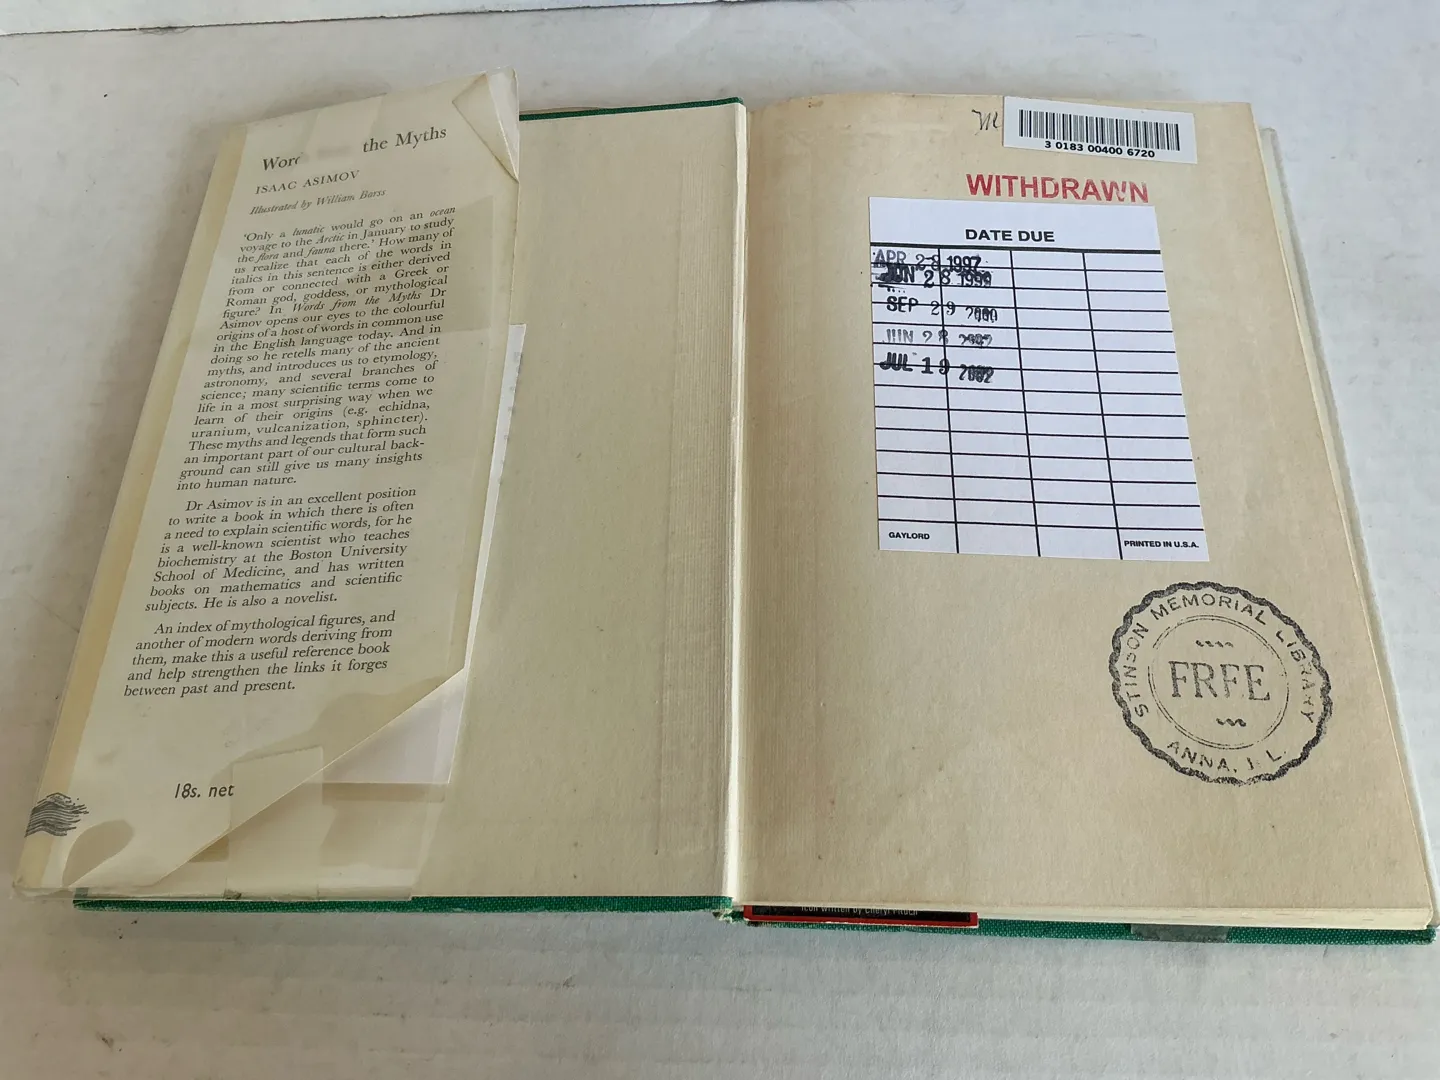 the Myths
ISAAC ASIMOV
Illustrated by William Barss
'Only a lunatic would go on an ocean
voyage to the Arctic in January to study
the flora and fauna there.' How many of
us realize that each of the words in
italics in this sentence is either derived
from or connected with a Greek or
Roman god, goddess, or mythological
figure? In Words from the Myths Dr
Asimov opens our eyes to the colourful
origins of a host of words in common use
in the English language today. And in
doing so he retells many of the ancient
myths, and introduces us to etymology,
astronomy, and several branches of
science; many scientific terms come to
life in a most surprising way when we
learn of their origins (e.g. echidna,
uranium, vulcanization, sphincter).
These myths and legends that form such
an important part of our cultural back-
ground can still give us many insights
into human nature.
Dr Asimov is in an excellent position
to write a book in which there is often
a need to explain scientific words, for he
is a well-known scientist who teaches
biochemistry at the Boston University
School of Medicine, and has written
books on mathematics and scientific
subjects. He is also a novelist.
An index of mythological figures, and
another of modern words deriving from
them, make this a useful reference book
and help strengthen the links it forges
between past and present.
18s. net
3 0183 00400 6720
WITHDRAWN
DATE DUE
APR 28 1997
JUN 28 1999
SEP 29 2000
JUN 28
JUL 19 2002
GAYLORD
PRINTED IN U.S.A.
STINSON MEMORIAL LIBRARY
FREE
ANNA, IL.